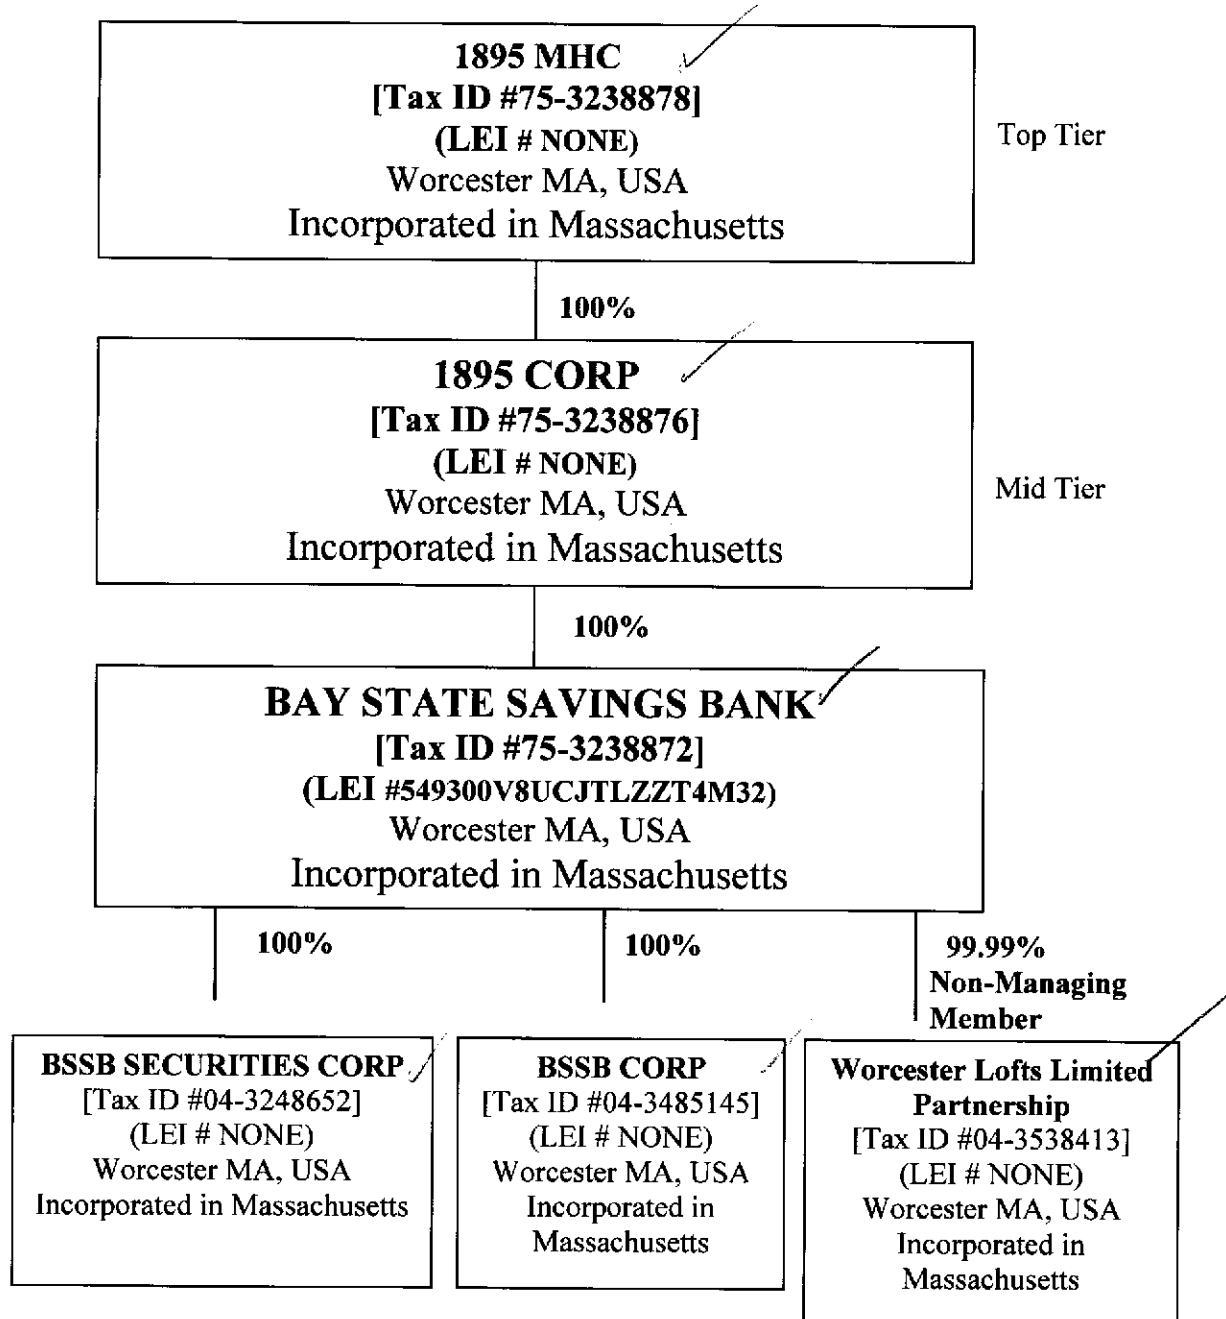 1895 MHC
[Tax ID #75-3238878]
(LEI # NONE)
Worcester MA, USA
Incorporated in Massachusetts
Top Tier
100%
1895 CORP
[Tax ID #75-3238876]
(LEI # NONE)
Worcester MA, USA
Incorporated in Massachusetts
Mid Tier
100%
BAY STATE SAVINGS BANK
[Tax ID #75-3238872]
(LEI #549300V8UCJTLZZT4M32)
Worcester MA, USA
Incorporated in Massachusetts
100%
100%
99.99%
Non-Managing
Member
BSSB SECURITIES CORP
[Tax ID #04-3248652]
(LEI # NONE)
Worcester MA, USA
Incorporated in Massachusetts
BSSB CORP
[Tax ID #04-3485145]
(LEI # NONE)
Worcester MA, USA
Incorporated in
Massachusetts
Worcester Lofts Limited
Partnership
[Tax ID #04-3538413]
(LEI # NONE)
Worcester MA, USA
Incorporated in
Massachusetts